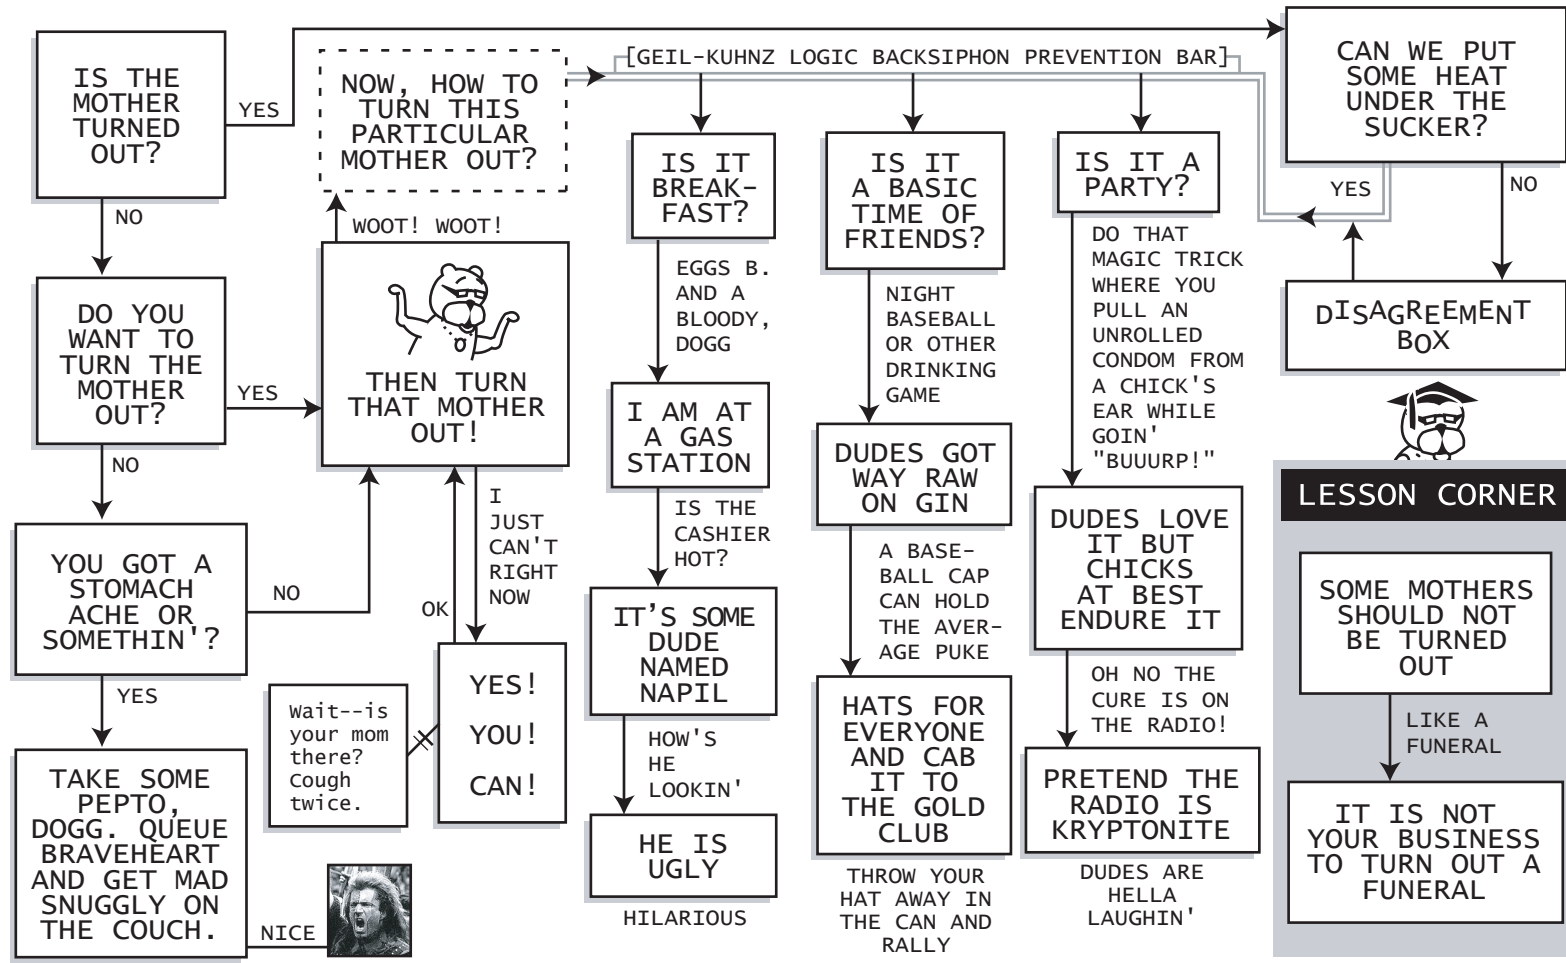 IS THE
MOTHER
TURNED
OUT?
YES
NO
DO YOU
WANT TO
TURN THE
MOTHER
OUT?
YES
NO
YOU GOT A
STOMACH
ACHE OR
SOMETHIN'?
NO
YES
TAKE SOME
PEPTO,
DOGG. QUEUE
BRAVEHEART
AND GET MAD
SNUGGLY ON
THE COUCH.
NICE
NOW, HOW TO
TURN THIS
PARTICULAR
MOTHER OUT?
WOOT! WOOT!
THEN TURN
THAT MOTHER
OUT!
I
JUST
CAN'T
RIGHT
NOW
OK
YES!
YOU!
CAN!
Wait--is
your mom
there?
Cough
twice.
[GEIL-KUHNZ LOGIC BACKSIPHON PREVENTION BAR]
IS IT
BREAK-
FAST?
EGGS B.
AND A
BLOODY,
DOGG
I AM AT
A GAS
STATION
IS THE
CASHIER
HOT?
IT'S SOME
DUDE
NAMED
NAPIL
HOW'S
HE
LOOKIN'
HE IS
UGLY
HILARIOUS
IS IT
A BASIC
TIME OF
FRIENDS?
NIGHT
BASEBALL
OR OTHER
DRINKING
GAME
DUDES GOT
WAY RAW
ON GIN
A BASE-
BALL CAP
CAN HOLD
THE AVER-
AGE PUKE
HATS FOR
EVERYONE
AND CAB
IT TO
THE GOLD
CLUB
THROW YOUR
HAT AWAY IN
THE CAN AND
RALLY
IS IT A
PARTY?
DO THAT
MAGIC TRICK
WHERE YOU
PULL AN
UNROLLED
CONDOM FROM
A CHICK'S
EAR WHILE
GOIN'
"BUUURP!"
DUDES LOVE
IT BUT
CHICKS
AT BEST
ENDURE IT
OH NO THE
CURE IS ON
THE RADIO!
PRETEND THE
RADIO IS
KRYPTONITE
DUDES ARE
HELLA
LAUGHIN'
CAN WE PUT
SOME HEAT
UNDER THE
SUCKER?
YES
NO
DISAGREEMENT
BOX
LESSON CORNER
SOME MOTHERS
SHOULD NOT
BE TURNED
OUT
LIKE A
FUNERAL
IT IS NOT
YOUR BUSINESS
TO TURN OUT A
FUNERAL